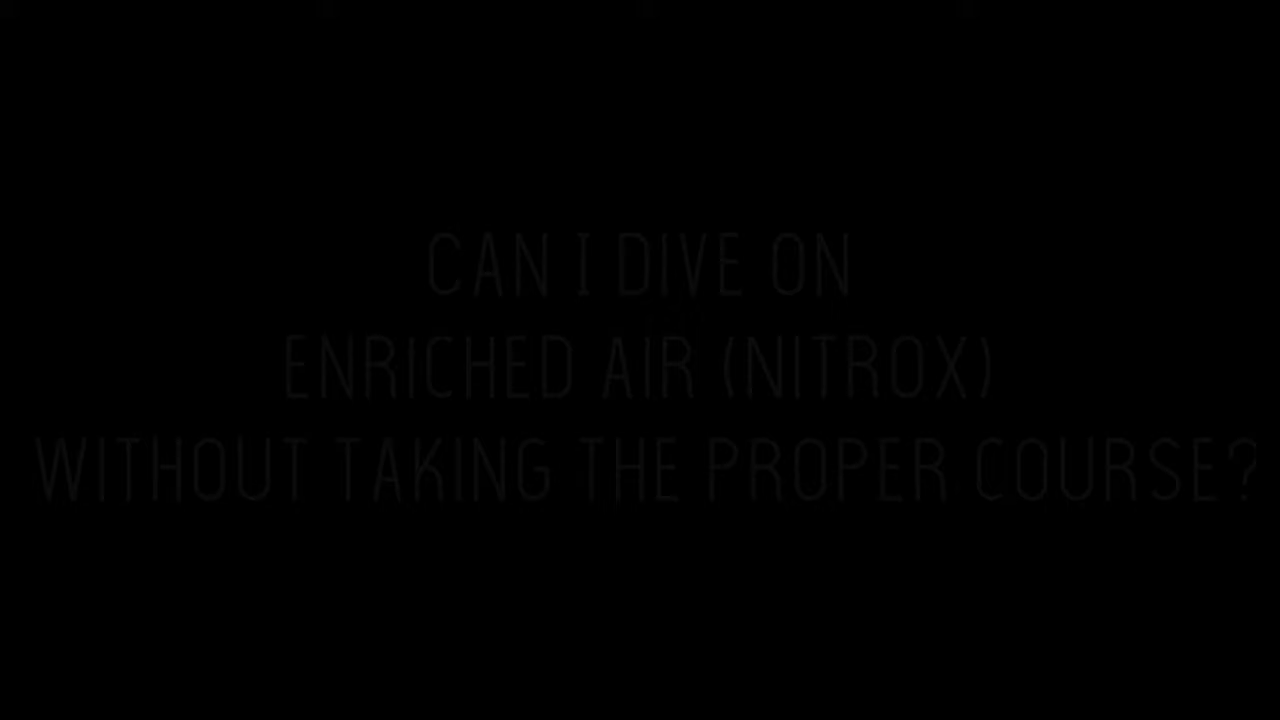 CAN I DIVE ON
ENRICHED AIR (NITROX)
WITHOUT TAKING THE PROPER COURSE?